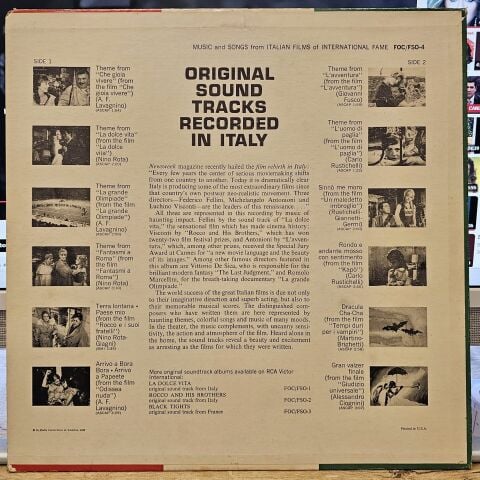 MUSIC and SONGS from ITALIAN FILMS of INTERNATIONAL FAME FOC/FSO-4
SIDE 1
Theme from
"Che gioia
vivere" (from
the film "Che
gioia vivere")
(A. F.
Lavagnino)
Theme from
"La dolce
vita" (from
the film "La
dolce vita")
(Nino Rota)
Theme from
"La grande
Olimpiade"
(from the film
"La grande
Olimpiade")
(A. F.
Lavagnino)
Theme from
"Fantasmi a
Roma" (from
the film
"Fantasmi a
Roma")
(Nino Rota)
Terra lontana •
Paese mio
(from the film
"Rocco e i suoi
fratelli")
(Nino Rota)
Arrivo a Bora
Bora • Arrivo
a Papeete
(from the film
"Odissea
nuda")
(A. F.
Lavagnino)
ORIGINAL
SOUND
TRACKS
RECORDED
IN ITALY
Newsweek magazine recently hailed the film rebirth in Italy:
"Every few years the center of serious moviemaking shifts
from one country to another. Today it is dramatically clear
Italy is producing some of the most extraordinary films since
that country's own postwar neo-realistic movement. Three
directors—Federico Fellini, Michelangelo Antonioni and
Luchino Visconti—are the leaders of this renaissance. . ."
All three are represented in this recording by music of
haunting impact. Fellini by the sound track of "La dolce
vita," the sensational film which has made cinema history;
Visconti by "Rocco and His Brothers," which has won
twenty-two film festival prizes, and Antonioni by "L'avven-
tura," which, among other prizes, received the Special Jury
Award at Cannes for "a new movie language and the beauty
of its images." Among other famous directors featured in
this album are Vittorio De Sica, who is responsible for the
brilliant modern fantasy "The Last Judgment," and Romolo
Marcellini, for the breath-taking documentary "La grande
Olimpiade."
The world success of the great Italian films is due not only
to their imaginative direction and superb acting, but also to
their memorable musical scores. The distinguished com-
posers who have written them are here represented by
haunting themes, colorful songs and music of many moods.
In the theater, the music complements, with uncanny sensi-
tivity, the action and atmosphere of the film. Heard alone in
the home, the sound tracks reveal a beauty and excitement
as arresting as the films for which they were written.
More original soundtrack albums available on RCA Victor
International:
LA DOLCE VITA
original sound track from Italy FOC/FSO-1
ROCCO AND HIS BROTHERS
original sound track from Italy FOC/FSO-2
BLACK TIGHTS
original sound track from France FOC/FSO-3
SIDE 2
Theme from
"L'avventura"
(from the film
"L'avventura")
(Giovanni
Fusco)
Theme from
"L'uomo di
paglia"
(from the film
"L'uomo di
paglia")
(Carlo
Rustichelli)
Sinnò me moro
(from the film
"Un maledetto
imbroglio")
(Rustichelli-
Giannetti-
Germi)
Rondo e
andante mosso
con sentimento
(from the film
"Kapò")
(Carlo
Rustichelli)
Dracula
Cha-Cha
(from the film
"Tempi duri
per i vampiri")
(Martino-
Brighetti)
Gran valzer
finale
(from the film
"Giudizio
universale")
(Alessandro
Cicognini)
Printed in U.S.A.